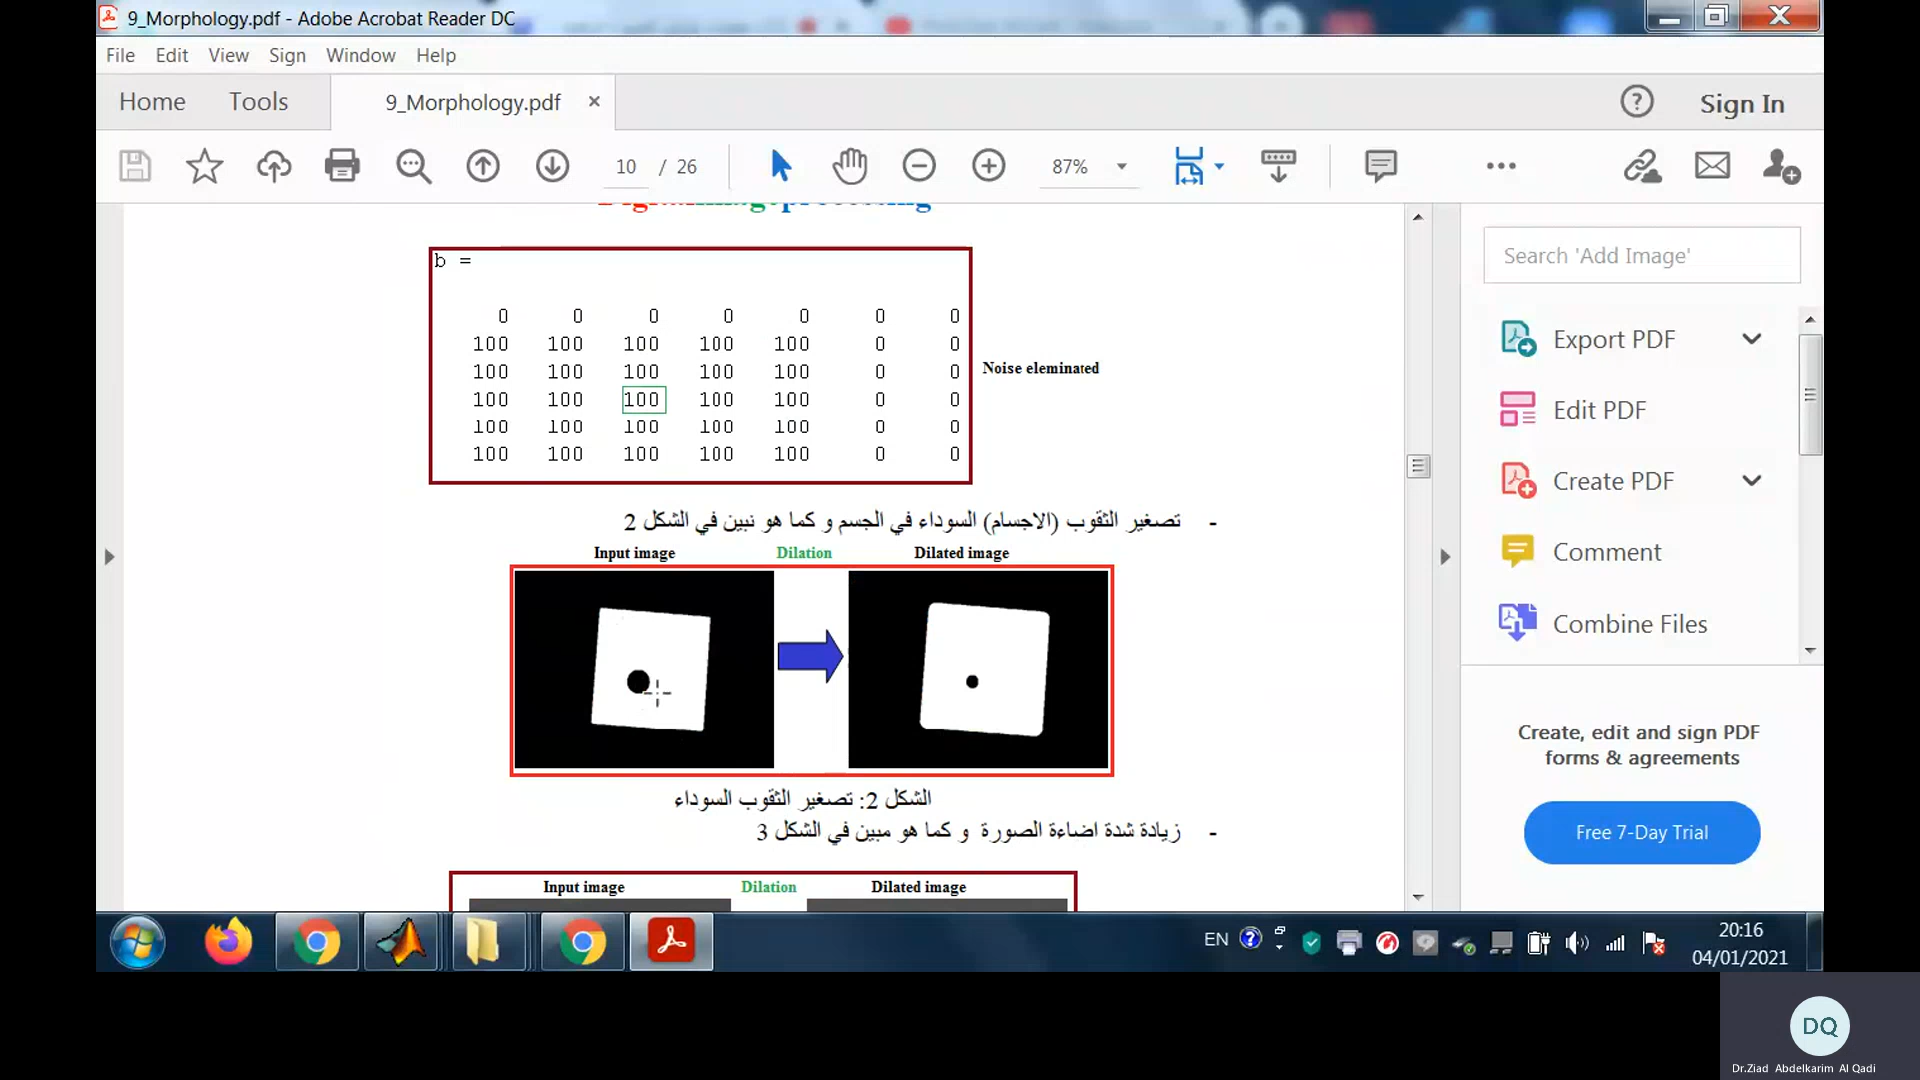 9_Morphology.pdf - Adobe Acrobat Reader DC
File Edit View Sign Window Help
Home Tools 9_Morphology.pdf × ? Sign In
10 / 26 87%
Digital Image processing
b =
0 0 0 0 0 0 0
100 100 100 100 100 0 0
100 100 100 100 100 0 0
100 100 100 100 100 0 0
100 100 100 100 100 0 0
100 100 100 100 100 0 0
Noise eleminated
- تصغير الثقوب (الاجسام) السوداء في الجسم و كما هو نبين في الشكل 2
Input image Dilation Dilated image
الشكل 2: تصغير الثقوب السوداء
- زيادة شدة اضاءة الصورة و كما هو مبين في الشكل 3
Input image Dilation Dilated image
Search 'Add Image'
Export PDF
Edit PDF
Create PDF
Comment
Combine Files
Create, edit and sign PDF
forms & agreements
Free 7-Day Trial
EN
20:16
04/01/2021
DQ
Dr.Ziad Abdelkarim Al Qadi